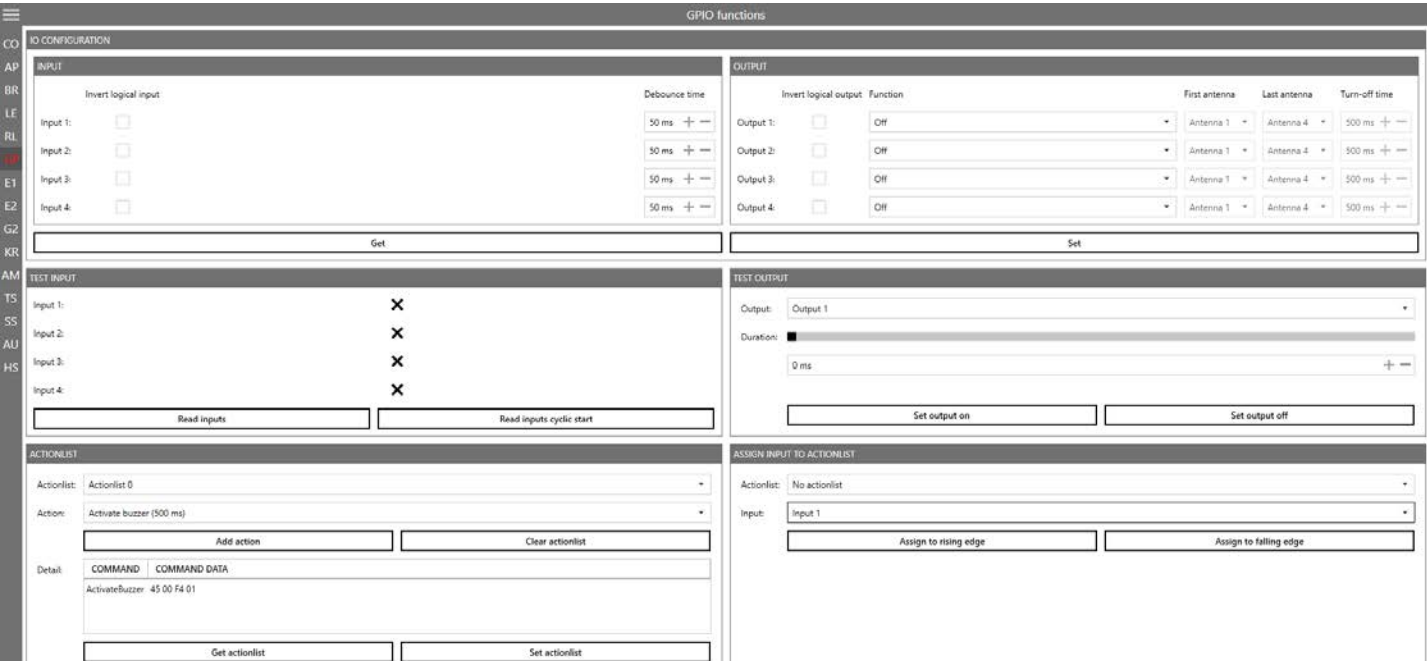 GPIO functions
CO
AP
BR
LE
RL
GP
E1
E2
G2
KR
AM
TS
SS
AU
HS
IO CONFIGURATION
INPUT
Invert logical input Debounce time
Input 1: 50 ms
Input 2: 50 ms
Input 3: 50 ms
Input 4: 50 ms
Get
OUTPUT
Invert logical output Function First antenna Last antenna Turn-off time
Output 1: Off Antenna 1 Antenna 4 500 ms
Output 2: Off Antenna 1 Antenna 4 500 ms
Output 3: Off Antenna 1 Antenna 4 500 ms
Output 4: Off Antenna 1 Antenna 4 500 ms
Set
TEST INPUT
Input 1:
Input 2:
Input 3:
Input 4:
Read inputs Read inputs cyclic start
TEST OUTPUT
Output: Output 1
Duration:
0 ms
Set output on Set output off
ACTIONLIST
Actionlist: Actionlist 0
Action: Activate buzzer (500 ms)
Add action Clear actionlist
Detail: COMMAND COMMAND DATA
ActivateBuzzer 45 00 F4 01
Get actionlist Set actionlist
ASSIGN INPUT TO ACTIONLIST
Actionlist: No actionlist
Input: Input 1
Assign to rising edge Assign to falling edge